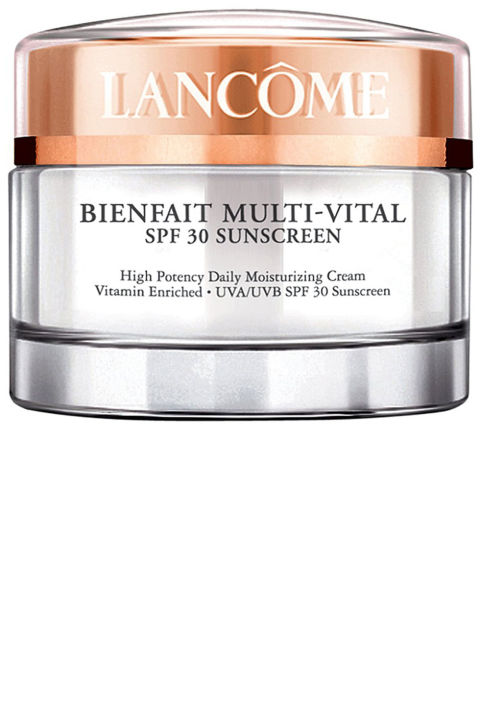 LANCÔME
BIENFAIT MULTI-VITAL
SPF 30 SUNSCREEN
High Potency Daily Moisturizing Cream
Vitamin Enriched • UVA/UVB SPF 30 Sunscreen